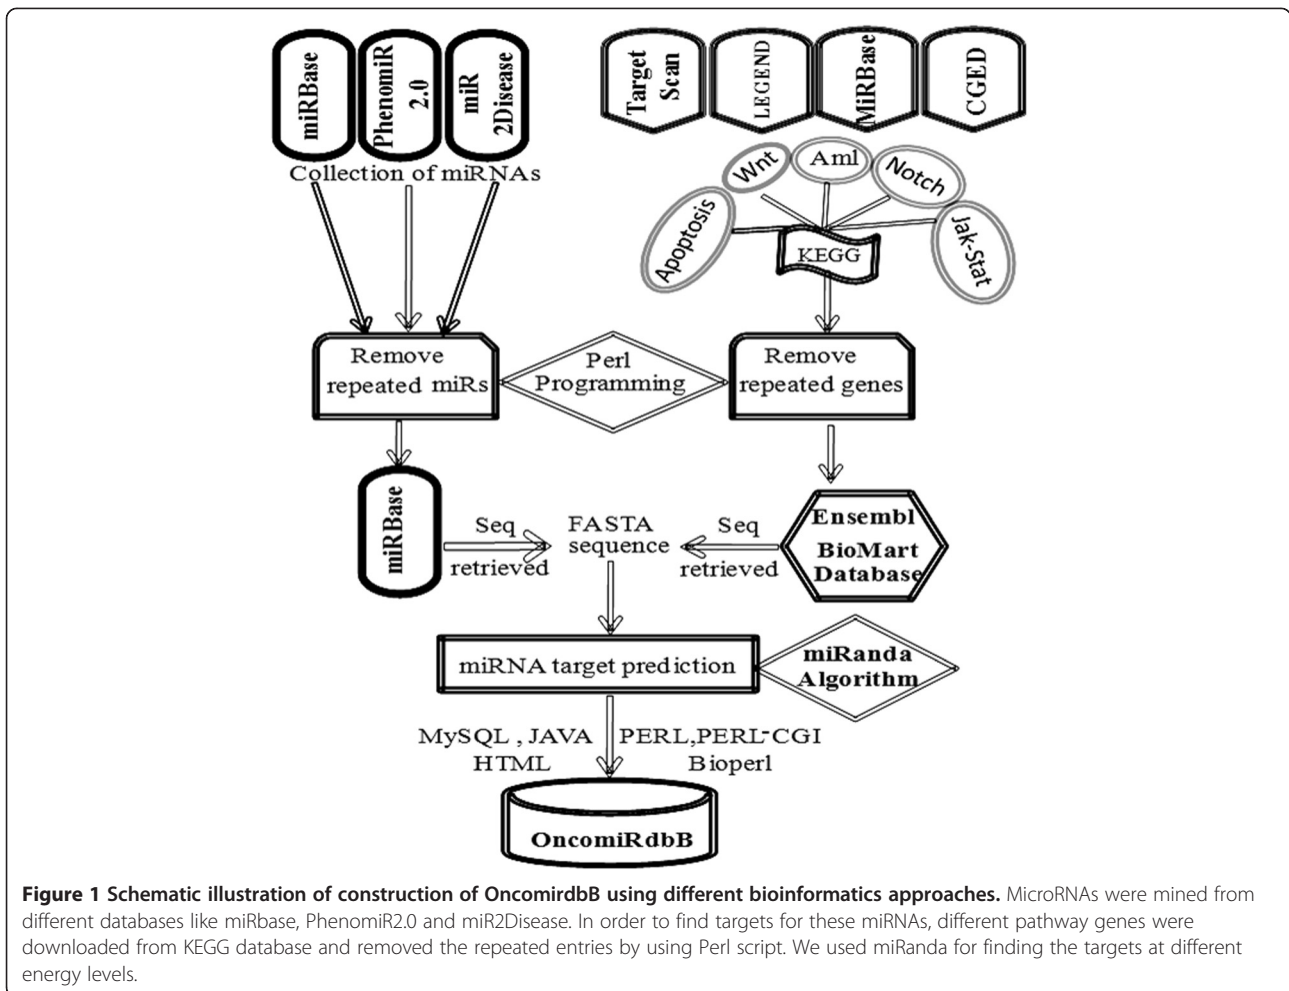 miRBase
PhenomiR
2.0
miR
2Disease
Target
Scan
LEGEND
MiRBase
CGED
Collection of miRNAs
Apoptosis
Wnt
Aml
Notch
Jak-Stat
KEGG
Remove
repeated miRs
Perl
Programming
Remove
repeated genes
miRBase
Seq
retrieved
FASTA
sequence
Seq
retrieved
Ensembl
BioMart
Database
miRNA target prediction
miRanda
Algorithm
MySQL , JAVA
HTML
PERL,PERL-CGI
Bioperl
OncomiRdbB
Figure 1 Schematic illustration of construction of OncomirdbB using different bioinformatics approaches. MicroRNAs were mined from
different databases like miRbase, PhenomiR2.0 and miR2Disease. In order to find targets for these miRNAs, different pathway genes were
downloaded from KEGG database and removed the repeated entries by using Perl script. We used miRanda for finding the targets at different
energy levels.